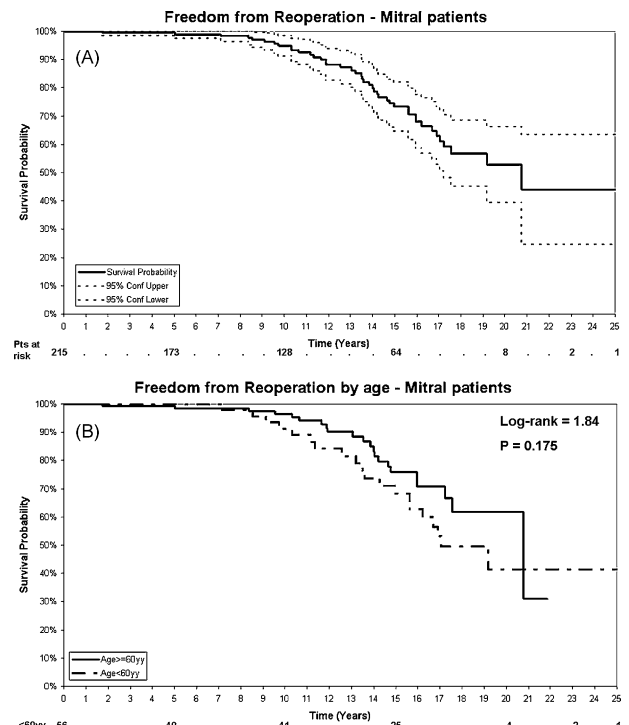 Freedom from Reoperation - Mitral patients
(A)
Survival Probability
100%
90%
80%
70%
60%
50%
40%
30%
20%
10%
0%
Survival Probability
95% Conf Upper
95% Conf Lower
0 1 2 3 4 5 6 7 8 9 10 11 12 13 14 15 16 17 18 19 20 21 22 23 24 25
Time (Years)
Pts at risk 215 . . . . 173 . . . . 128 . . . . 64 . . . . 8 . . 2 . 1
Freedom from Reoperation by age - Mitral patients
(B)
Log-rank = 1.84
P = 0.175
Survival Probability
100%
90%
80%
70%
60%
50%
40%
30%
20%
10%
0%
Age>=60yy
Age<60yy
0 1 2 3 4 5 6 7 8 9 10 11 12 13 14 15 16 17 18 19 20 21 22 23 24 25
Time (Years)
<60yy 56